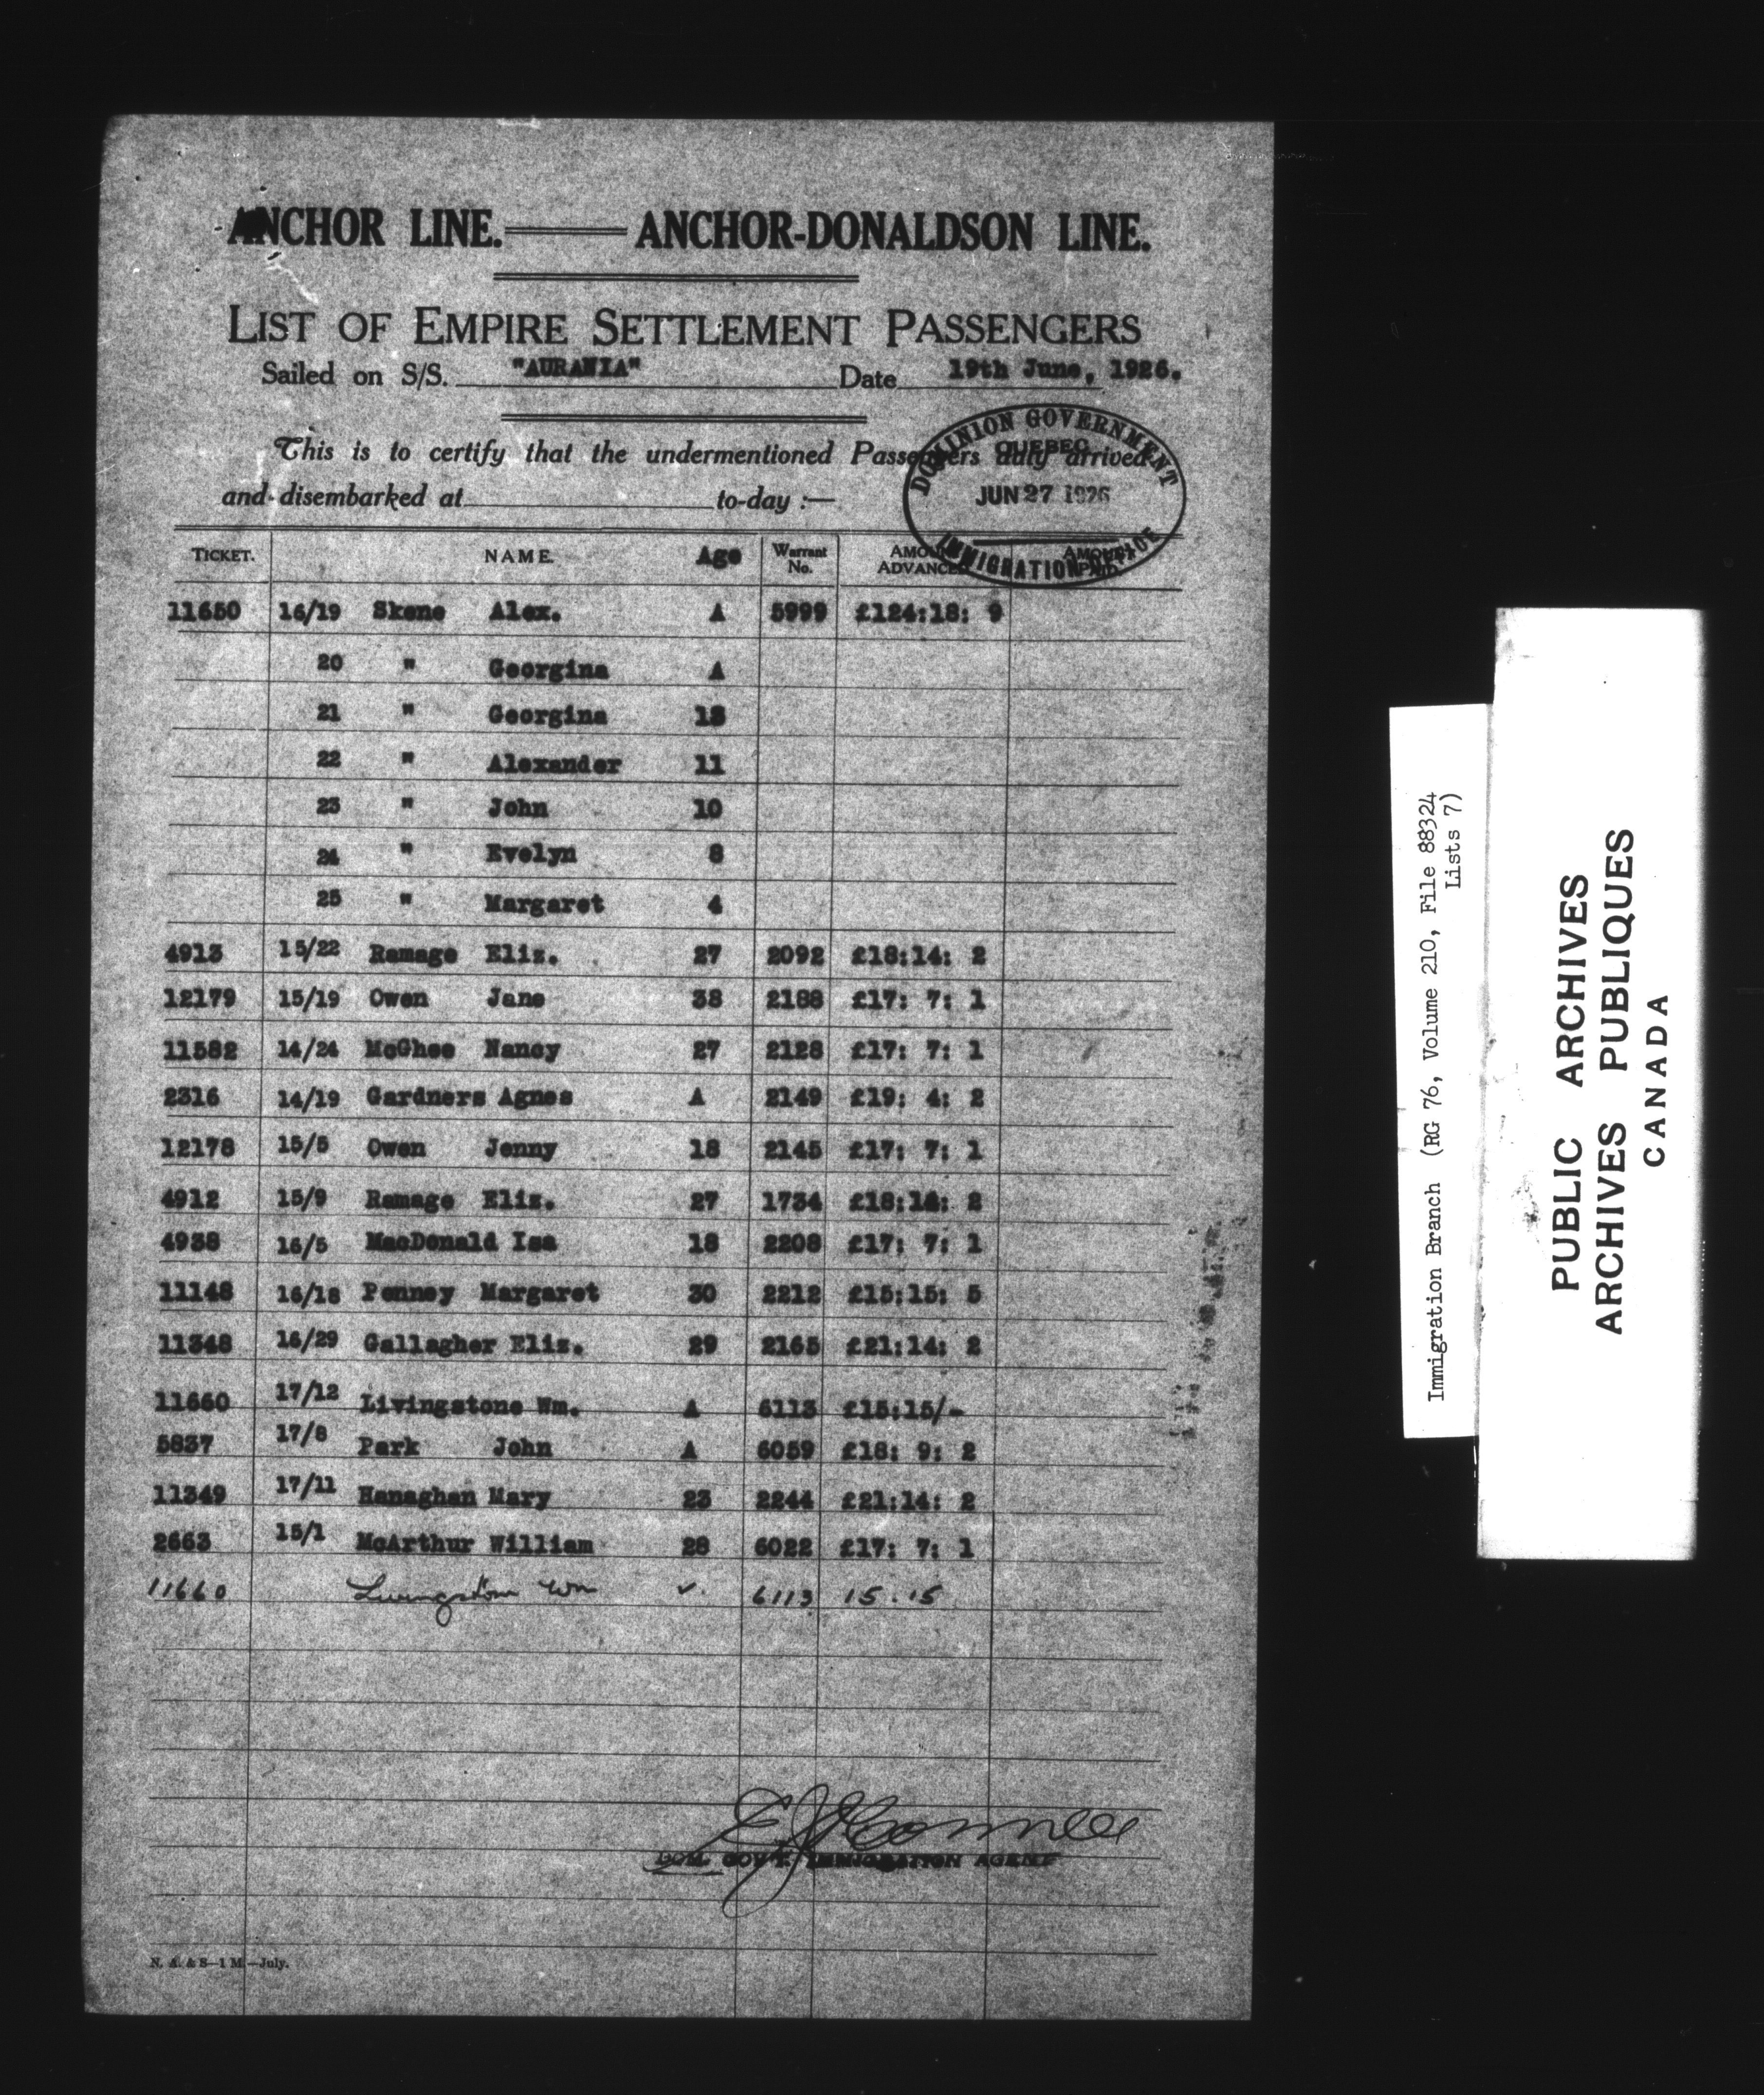 ANCHOR LINE. ANCHOR-DONALDSON LINE.
LIST OF EMPIRE SETTLEMENT PASSENGERS
Sailed on S/S. "AURANIA" Date 19th June, 1926.
This is to certify that the undermentioned Passengers duly arrived
and disembarked at to-day :—
DOMINION GOVERNMENT
QUEBEC
JUN 27 1926
IMMIGRATION OFFICE
TICKET. NAME. Age Warrant No. AMOUNT ADVANCED AMOUNT
11650 16/19 Skene Alex. A 5999 £124:18: 9
20 " Georgina A
21 " Georgina
22 " Alexander 11
23 " John 10
24 " Evelyn 8
25 " Margaret 4
4913 15/22 Ramage Eliz. 27 2092 £18:14: 2
12179 15/19 Owen Jane 38 2188 £17: 7: 1
11582 14/24 McGhee Nancy 27 2128 £17: 7: 1
2316 14/19 Gardners Agnes A 2149 £19: 4: 2
12178 15/5 Owen Jenny 18 2145 £17: 7: 1
4912 15/9 Ramage Eliz. 27 1734 £18:14: 2
4938 16/5 MacDonald Isa 18 2208 £17: 7: 1
11148 16/18 Penney Margaret 30 2212 £15:15: 5
11348 16/29 Gallagher Eliz. 29 2165 £21:14: 2
11660 17/12 Livingstone Wm. A 6113 £15:15/-
5837 17/8 Park John A 6059 £18: 9: 2
11349 17/11 Hanaghan Mary 23 2244 £21:14: 2
2663 15/1 McArthur William 28 6022 £17: 7: 1
11660 Livingstone Wm ✓. 6113 15.15
DOM. GOV'T. IMMIGRATION AGENT
N. A. & S—1 M.—July.
Immigration Branch (RG 76, Volume 210, File 88324
Lists 7)
PUBLIC ARCHIVES
ARCHIVES PUBLIQUES
CANADA